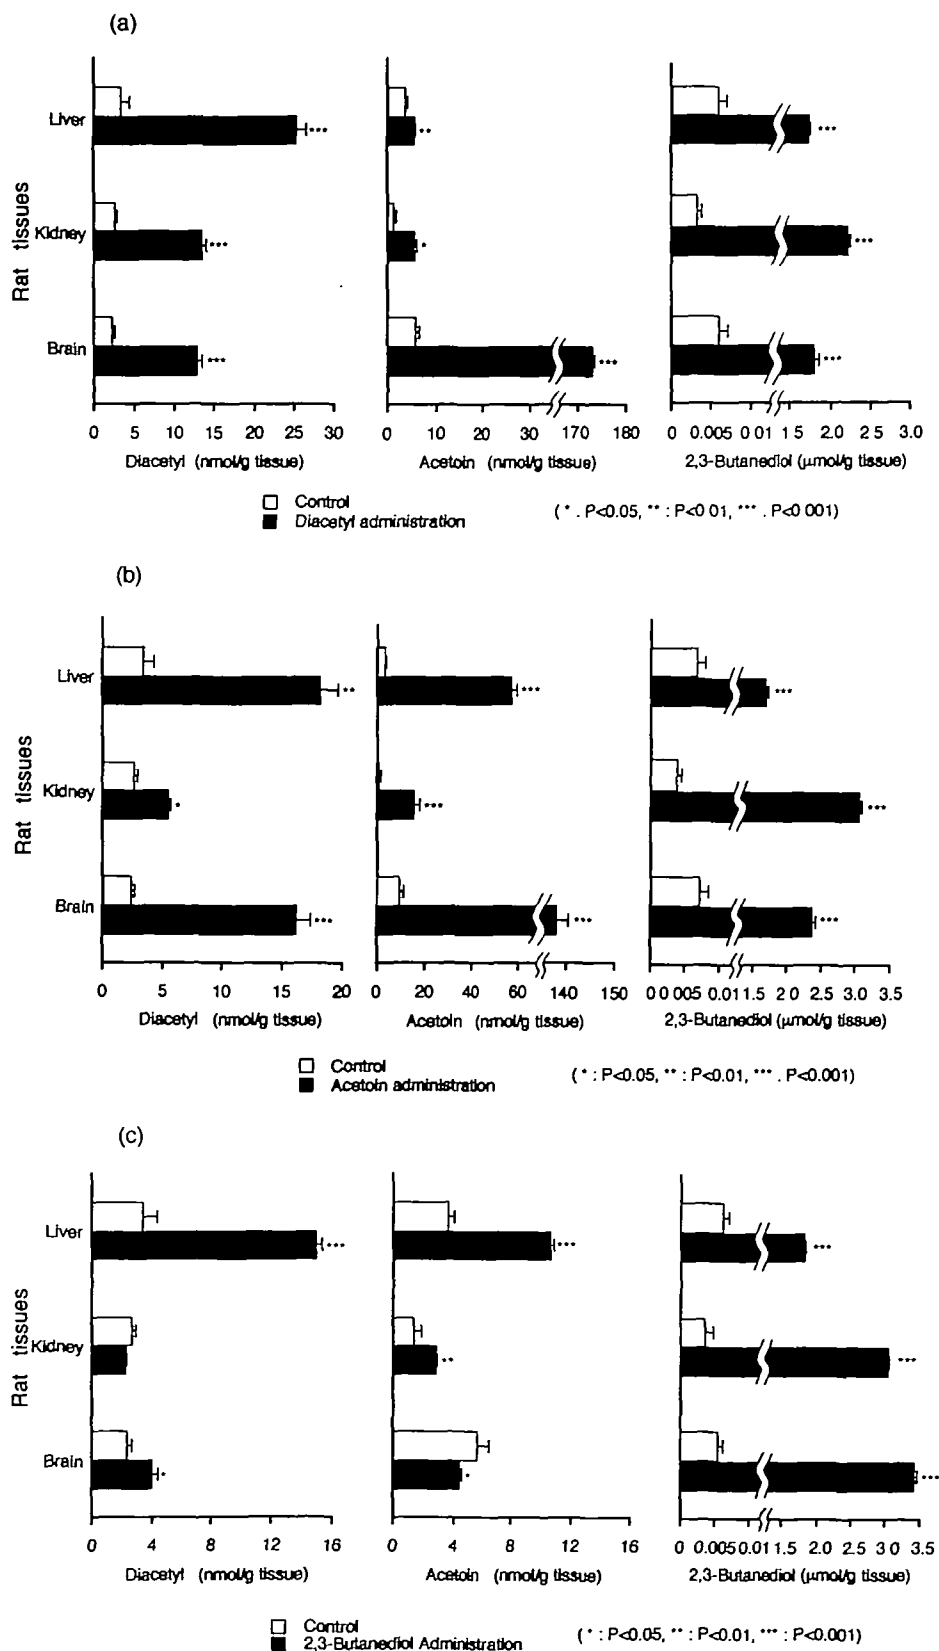 (a)
Rat tissues
Liver
***
**
***
Kidney
***
*
***
Brain
***
***
***
0 5 10 15 20 25 30
0 10 20 30 170 180
0 0.005 0 01 1.5 2.0 2.5 3.0
Diacetyl (nmol/g tissue)
Acetoin (nmol/g tissue)
2,3-Butanediol (μmol/g tissue)
Control
Diacetyl administration
( * . P<0.05, ** : P<0 01, *** . P<0 001)
(b)
Rat tissues
Liver
**
***
***
Kidney
*
***
***
Brain
***
***
***
0 5 10 15 20
0 20 40 60 140 150
0 0 005 0.01 1 5 2 0 2.5 3.0 3.5
Diacetyl (nmol/g tissue)
Acetoin (nmol/g tissue)
2,3-Butanediol (μmol/g tissue)
Control
Acetoin administration
( * : P<0.05, ** : P<0.01, *** . P<0.001)
(c)
Rat tissues
Liver
***
***
***
Kidney
**
***
Brain
*
*
***
0 4 8 12 16
0 4 8 12 16
0 0.005 0.01 1 5 2.0 2.5 3 0 3.5
Diacetyl (nmol/g tissue)
Acetoin (nmol/g tissue)
2,3-Butanediol (μmol/g tissue)
Control
2,3-Butanediol Administration
( * : P<0.05, ** : P<0.01, *** : P<0.001)